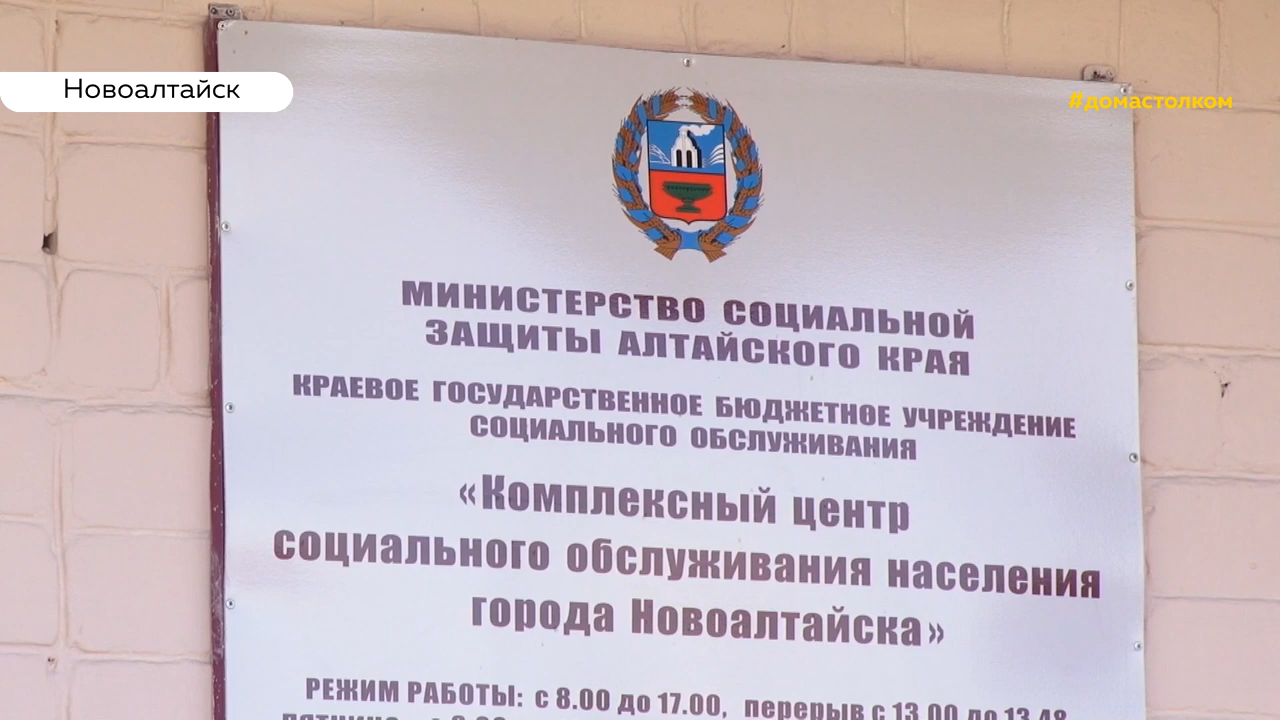 Новоалтайск
#домастолком
МИНИСТЕРСТВО СОЦИАЛЬНОЙ
ЗАЩИТЫ АЛТАЙСКОГО КРАЯ
КРАЕВОЕ ГОСУДАРСТВЕННОЕ БЮДЖЕТНОЕ УЧРЕЖДЕНИЕ
СОЦИАЛЬНОГО ОБСЛУЖИВАНИЯ
«Комплексный центр
социального обслуживания населения
города Новоалтайска»
РЕЖИМ РАБОТЫ: с 8.00 до 17.00, перерыв с 13.00 до 13.48